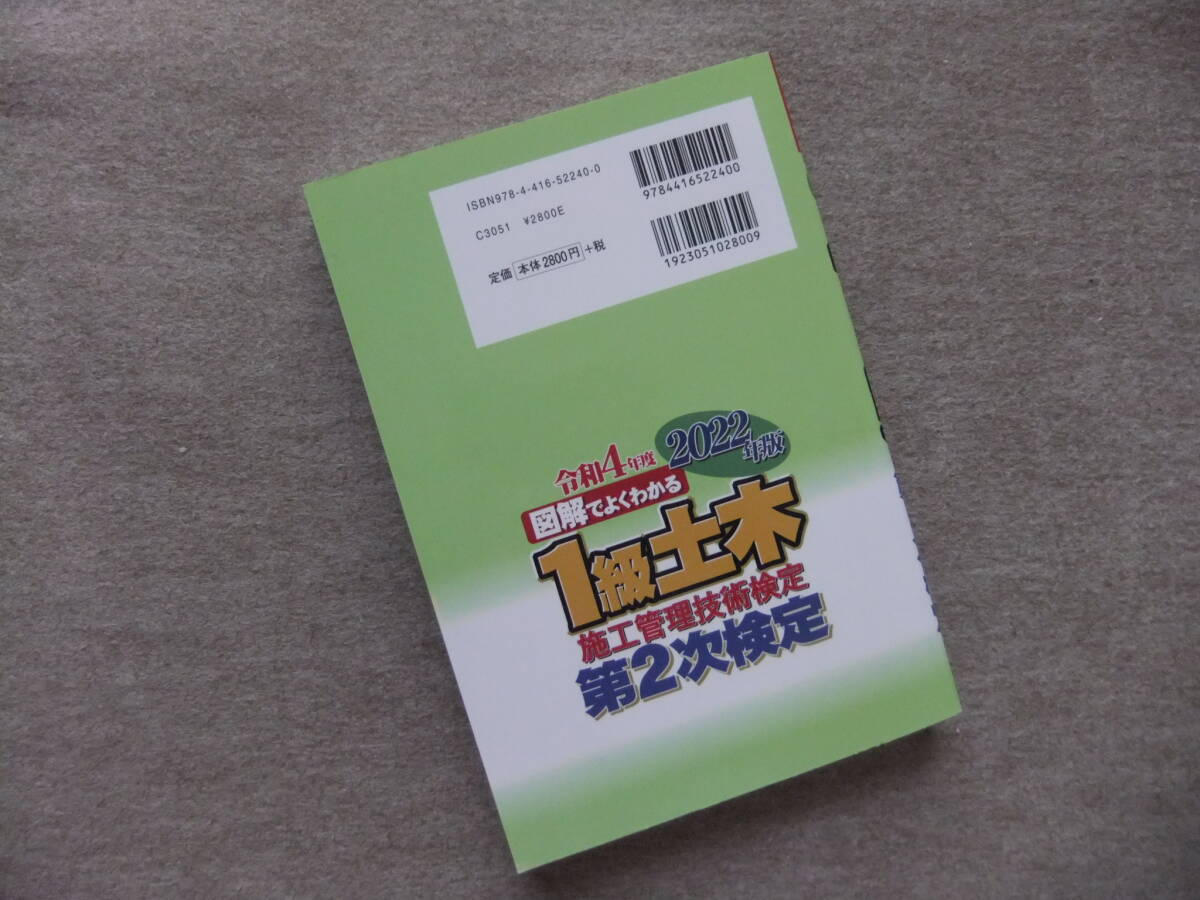 ISBN978-4-416-52240-0
C3051 ¥2800E
定価 本体2800円 +税
9784416522400
1923051028009
令和4年度 2022年版
図解でよくわかる
1級土木
施工管理技術検定
第2次検定